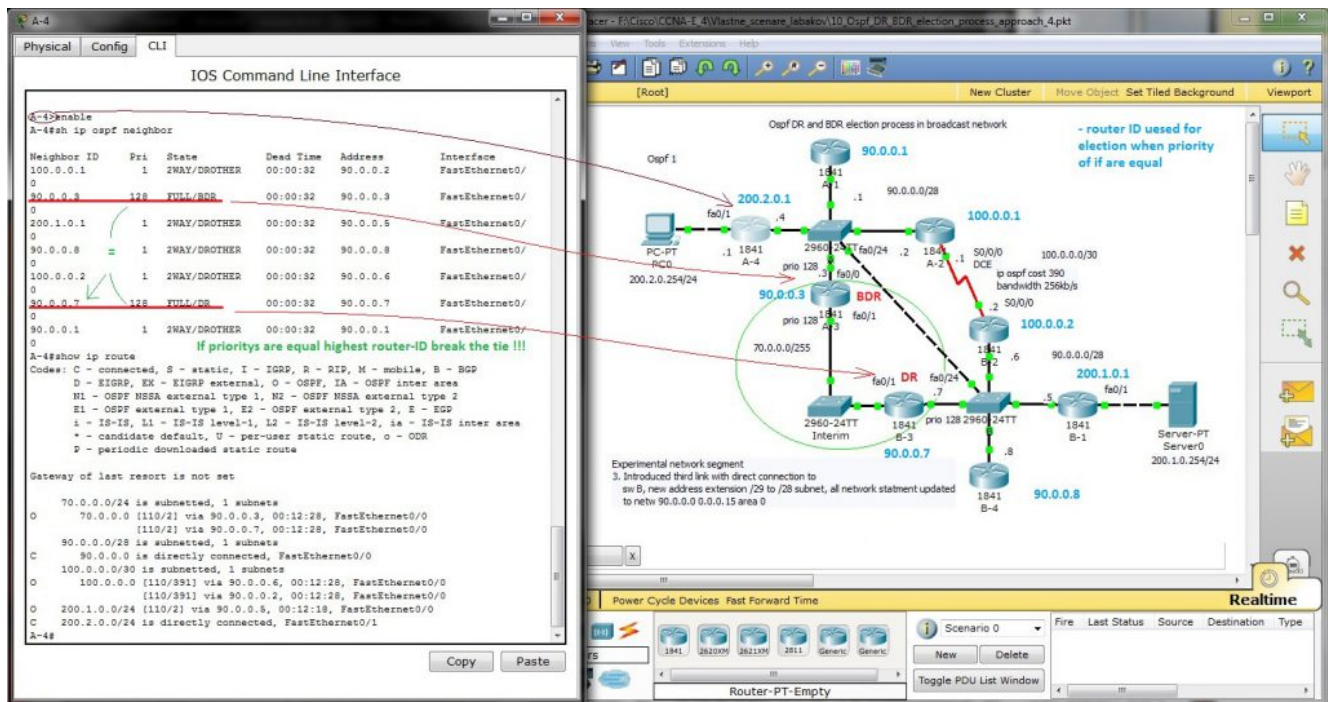 A-4
Physical Config CLI
IOS Command Line Interface
A-4>enable
A-4#sh ip ospf neighbor
Neighbor ID Pri State Dead Time Address Interface
100.0.0.1 1 2WAY/DROTHER 00:00:32 90.0.0.2 FastEthernet0/
0
90.0.0.3 128 FULL/BDR 00:00:32 90.0.0.3 FastEthernet0/
0
200.1.0.1 1 2WAY/DROTHER 00:00:32 90.0.0.5 FastEthernet0/
0
90.0.0.8 = 1 2WAY/DROTHER 00:00:32 90.0.0.8 FastEthernet0/
0
100.0.0.2 1 2WAY/DROTHER 00:00:32 90.0.0.6 FastEthernet0/
0
90.0.0.7 128 FULL/DR 00:00:32 90.0.0.7 FastEthernet0/
0
90.0.0.1 1 2WAY/DROTHER 00:00:32 90.0.0.1 FastEthernet0/
0
If prioritys are equal highest router-ID break the tie !!!
A-4#show ip route
Codes: C - connected, S - static, I - IGRP, R - RIP, M - mobile, B - BGP
D - EIGRP, EX - EIGRP external, O - OSPF, IA - OSPF inter area
N1 - OSPF NSSA external type 1, N2 - OSPF NSSA external type 2
E1 - OSPF external type 1, E2 - OSPF external type 2, E - EGP
i - IS-IS, L1 - IS-IS level-1, L2 - IS-IS level-2, ia - IS-IS inter area
* - candidate default, U - per-user static route, o - ODR
P - periodic downloaded static route
Gateway of last resort is not set
70.0.0.0/24 is subnetted, 1 subnets
O 70.0.0.0 [110/2] via 90.0.0.3, 00:12:28, FastEthernet0/0
[110/2] via 90.0.0.7, 00:12:28, FastEthernet0/0
90.0.0.0/28 is subnetted, 1 subnets
C 90.0.0.0 is directly connected, FastEthernet0/0
100.0.0.0/30 is subnetted, 1 subnets
O 100.0.0.0 [110/391] via 90.0.0.6, 00:12:28, FastEthernet0/0
[110/391] via 90.0.0.2, 00:12:28, FastEthernet0/0
O 200.1.0.0/24 [110/2] via 90.0.0.5, 00:12:18, FastEthernet0/0
C 200.2.0.0/24 is directly connected, FastEthernet0/1
A-4#
Copy Paste
acer - F:\Cisco\CCNA-E_4\Vlastne_scenare_labakov\10_Ospf_DR_BDR_election_process_approach_4.pkt
View Tools Extensions Help
[Root] New Cluster Move Object Set Tiled Background Viewport
Ospf DR and BDR election process in broadcast network
- router ID uesed for
election when priority
of if are equal
Ospf 1
90.0.0.1
1841
A-1
.1
90.0.0.0/28
200.2.0.1
fa0/1
.4
100.0.0.1
PC-PT
PC0
.1
1841
A-4
2960-24TT
fa0/24
.2
1841
A-2
.1
S0/0/0
DCE
100.0.0.0/30
200.2.0.254/24
prio 128
.3
fa0/0
ip ospf cost 390
bandwidth 256kb/s
90.0.0.3
BDR
.2
S0/0/0
prio 128
1841
A-3
fa0/1
100.0.0.2
70.0.0.0/255
1841
B-2
.6
90.0.0.0/28
200.1.0.1
fa0/1
DR
fa0/24
fa0/1
.7
.5
2960-24TT
Interim
1841
B-3
prio 128
2960-24TT
1841
B-1
Server-PT
Server0
200.1.0.254/24
90.0.0.7
.8
1841
B-4
90.0.0.8
Experimental network segment
3. Introduced third link with direct connection to
sw B, new address extension /29 to /28 subnet, all network statment updated
to netw 90.0.0.0 0.0.0.15 area 0
X
Power Cycle Devices Fast Forward Time
Realtime
1841 2620XM 2621XM 2811 Generic Generic
Router-PT-Empty
Scenario 0
New Delete
Toggle PDU List Window
Fire Last Status Source Destination Type